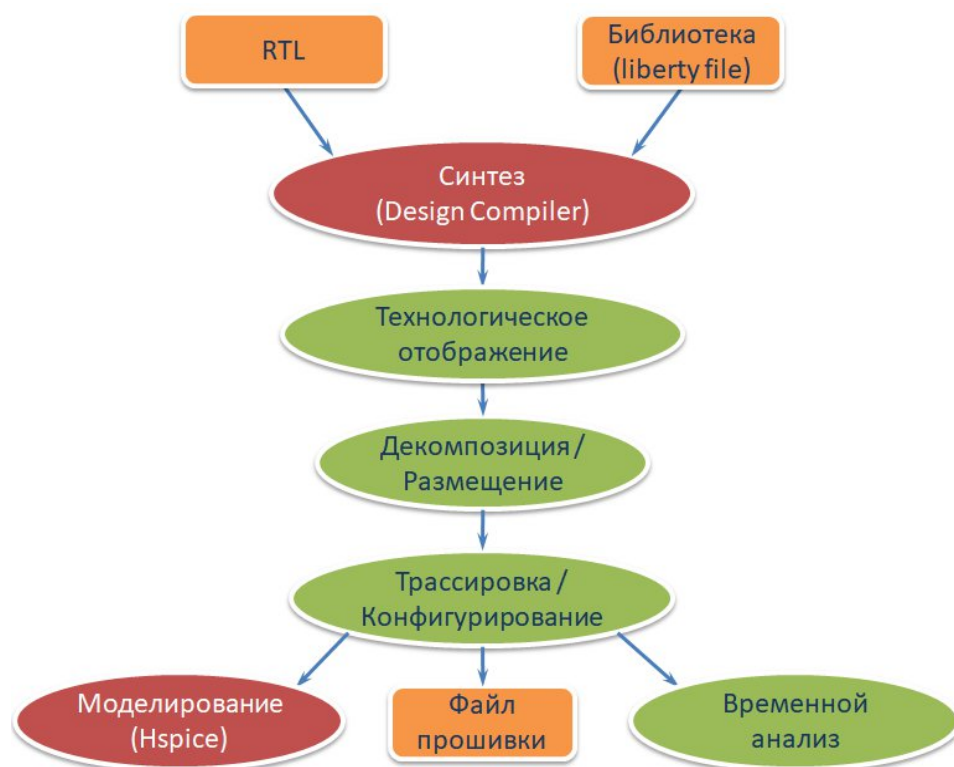 RTL
Библиотека
(liberty file)
Синтез
(Design Compiler)
Технологическое
отображение
Декомпозиция /
Размещение
Трассировка /
Конфигурирование
Моделирование
(Hspice)
Файл
прошивки
Временной
анализ